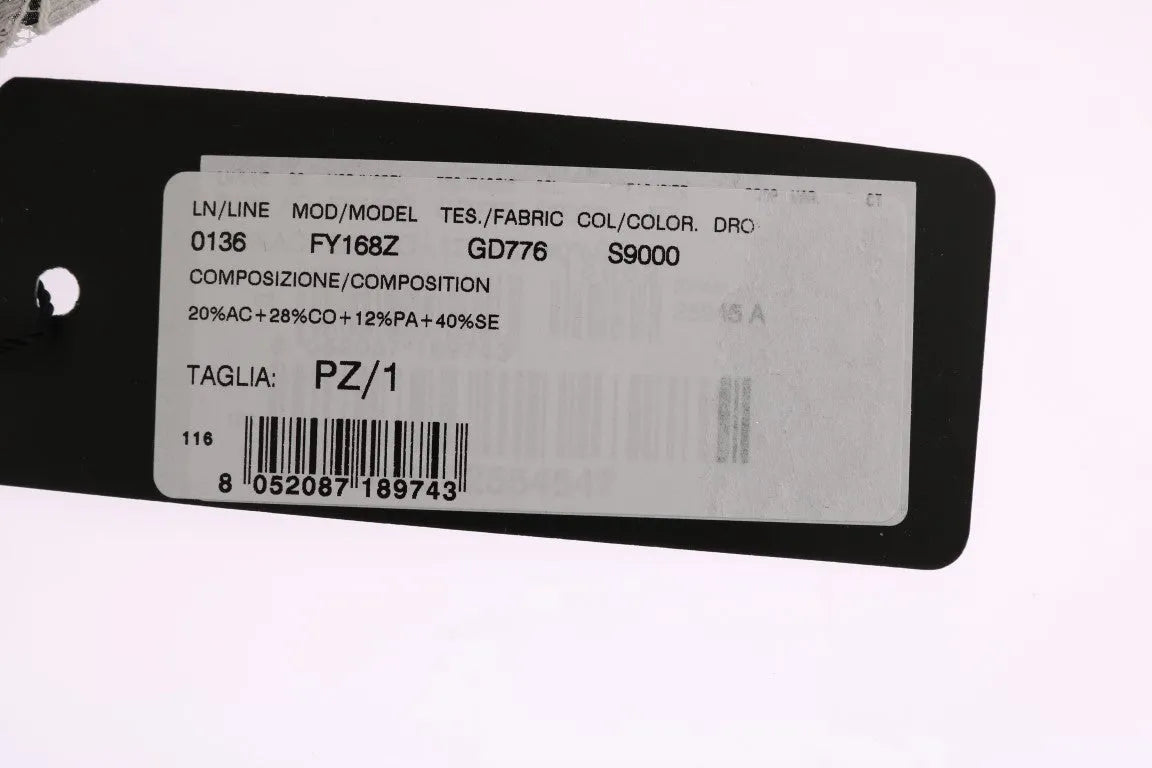 LN/LINE MOD/MODEL TES./FABRIC COL/COLOR. DRO
0136 FY168Z GD776 S9000
COMPOSIZIONE/COMPOSITION
20%AC+28%CO+12%PA+40%SE
TAGLIA: PZ/1
116
8 052087 189743